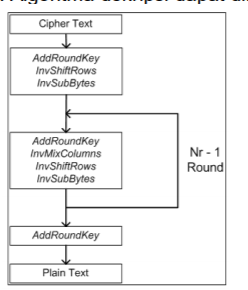 Cipher Text
AddRoundKey
InvShiftRows
InvSubBytes
AddRoundKey
InvMixColumns
InvShiftRows
InvSubBytes
Nr - 1
Round
AddRoundKey
Plain Text